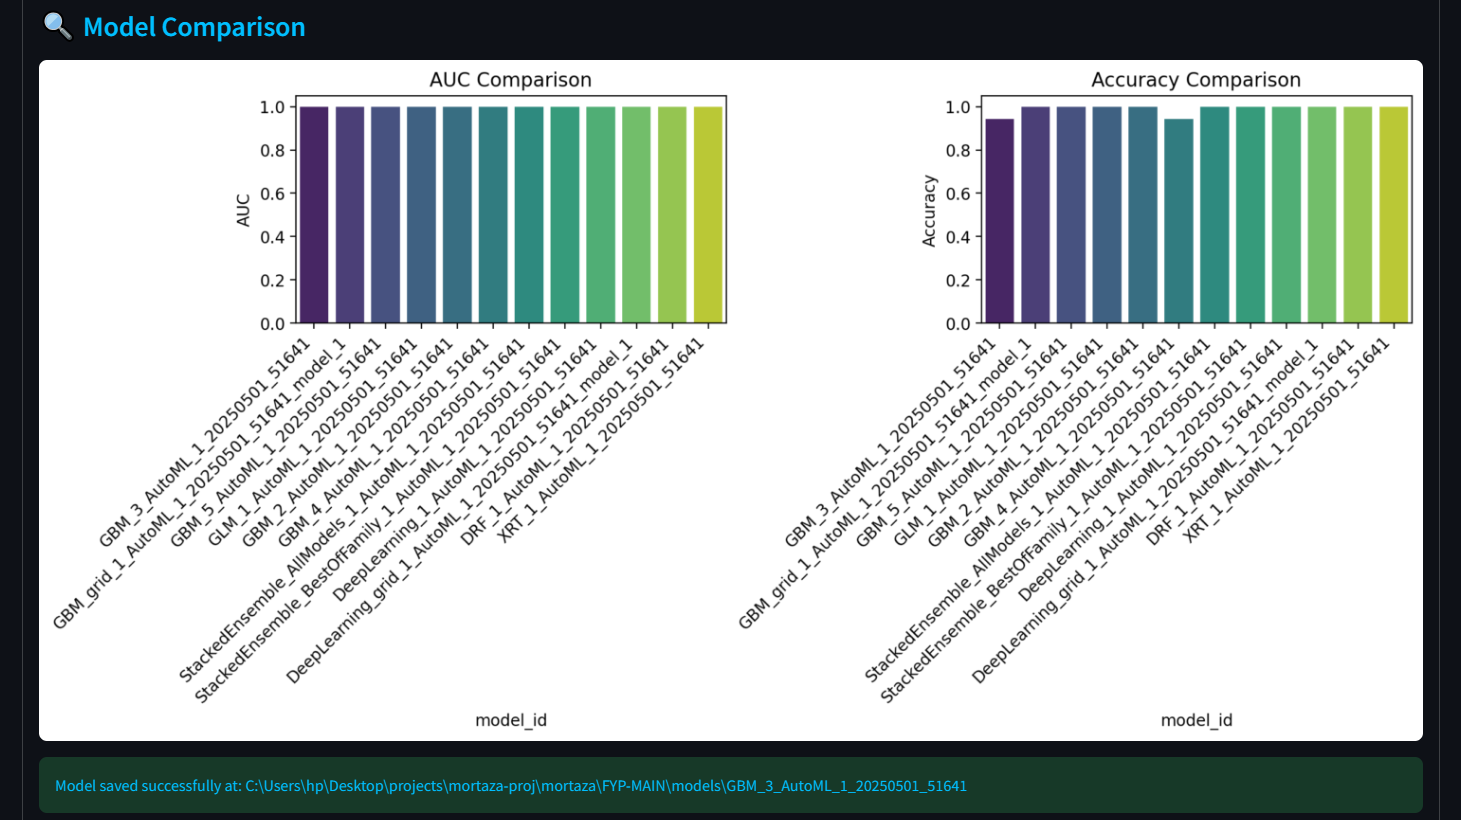 🔍 Model Comparison
AUC Comparison
AUC
1.0
0.8
0.6
0.4
0.2
0.0
GBM_3_AutoML_1_20250501_51641
GBM_grid_1_AutoML_1_20250501_51641_model_1
GBM_5_AutoML_1_20250501_51641
GLM_1_AutoML_1_20250501_51641
GBM_2_AutoML_1_20250501_51641
GBM_4_AutoML_1_20250501_51641
StackedEnsemble_AllModels_1_AutoML_1_20250501_51641
StackedEnsemble_BestOfFamily_1_AutoML_1_20250501_51641
DeepLearning_1_AutoML_1_20250501_51641
DeepLearning_grid_1_AutoML_1_20250501_51641_model_1
DRF_1_AutoML_1_20250501_51641
XRT_1_AutoML_1_20250501_51641
model_id
Accuracy Comparison
Accuracy
1.0
0.8
0.6
0.4
0.2
0.0
GBM_3_AutoML_1_20250501_51641
GBM_grid_1_AutoML_1_20250501_51641_model_1
GBM_5_AutoML_1_20250501_51641
GLM_1_AutoML_1_20250501_51641
GBM_2_AutoML_1_20250501_51641
GBM_4_AutoML_1_20250501_51641
StackedEnsemble_AllModels_1_AutoML_1_20250501_51641
StackedEnsemble_BestOfFamily_1_AutoML_1_20250501_51641
DeepLearning_1_AutoML_1_20250501_51641
DeepLearning_grid_1_AutoML_1_20250501_51641_model_1
DRF_1_AutoML_1_20250501_51641
XRT_1_AutoML_1_20250501_51641
model_id
Model saved successfully at: C:\Users\hp\Desktop\projects\mortaza-proj\mortaza\FYP-MAIN\models\GBM_3_AutoML_1_20250501_51641